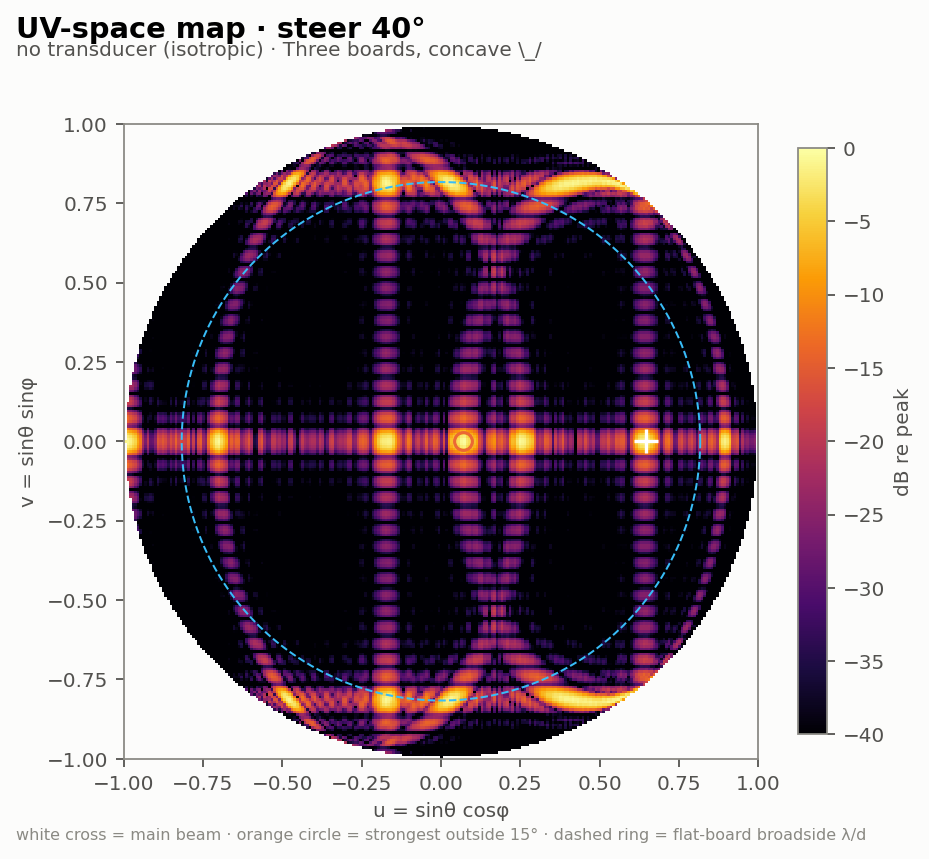 UV-space map · steer 40°
no transducer (isotropic) · Three boards, concave \_/
1.00
0.75
0.50
0.25
0.00
−0.25
−0.50
−0.75
−1.00
v = sinθ sinφ
−1.00 −0.75 −0.50 −0.25 0.00 0.25 0.50 0.75 1.00
u = sinθ cosφ
0
−5
−10
−15
−20
−25
−30
−35
−40
dB re peak
white cross = main beam · orange circle = strongest outside 15° · dashed ring = flat-board broadside λ/d